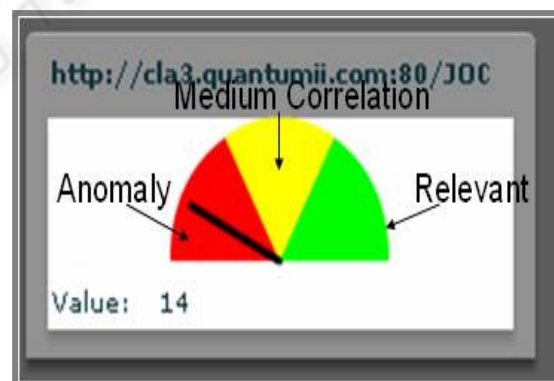 http://cla3.quantumii.com:80/JOC
Medium Correlation
Anomaly
Relevant
Value: 14